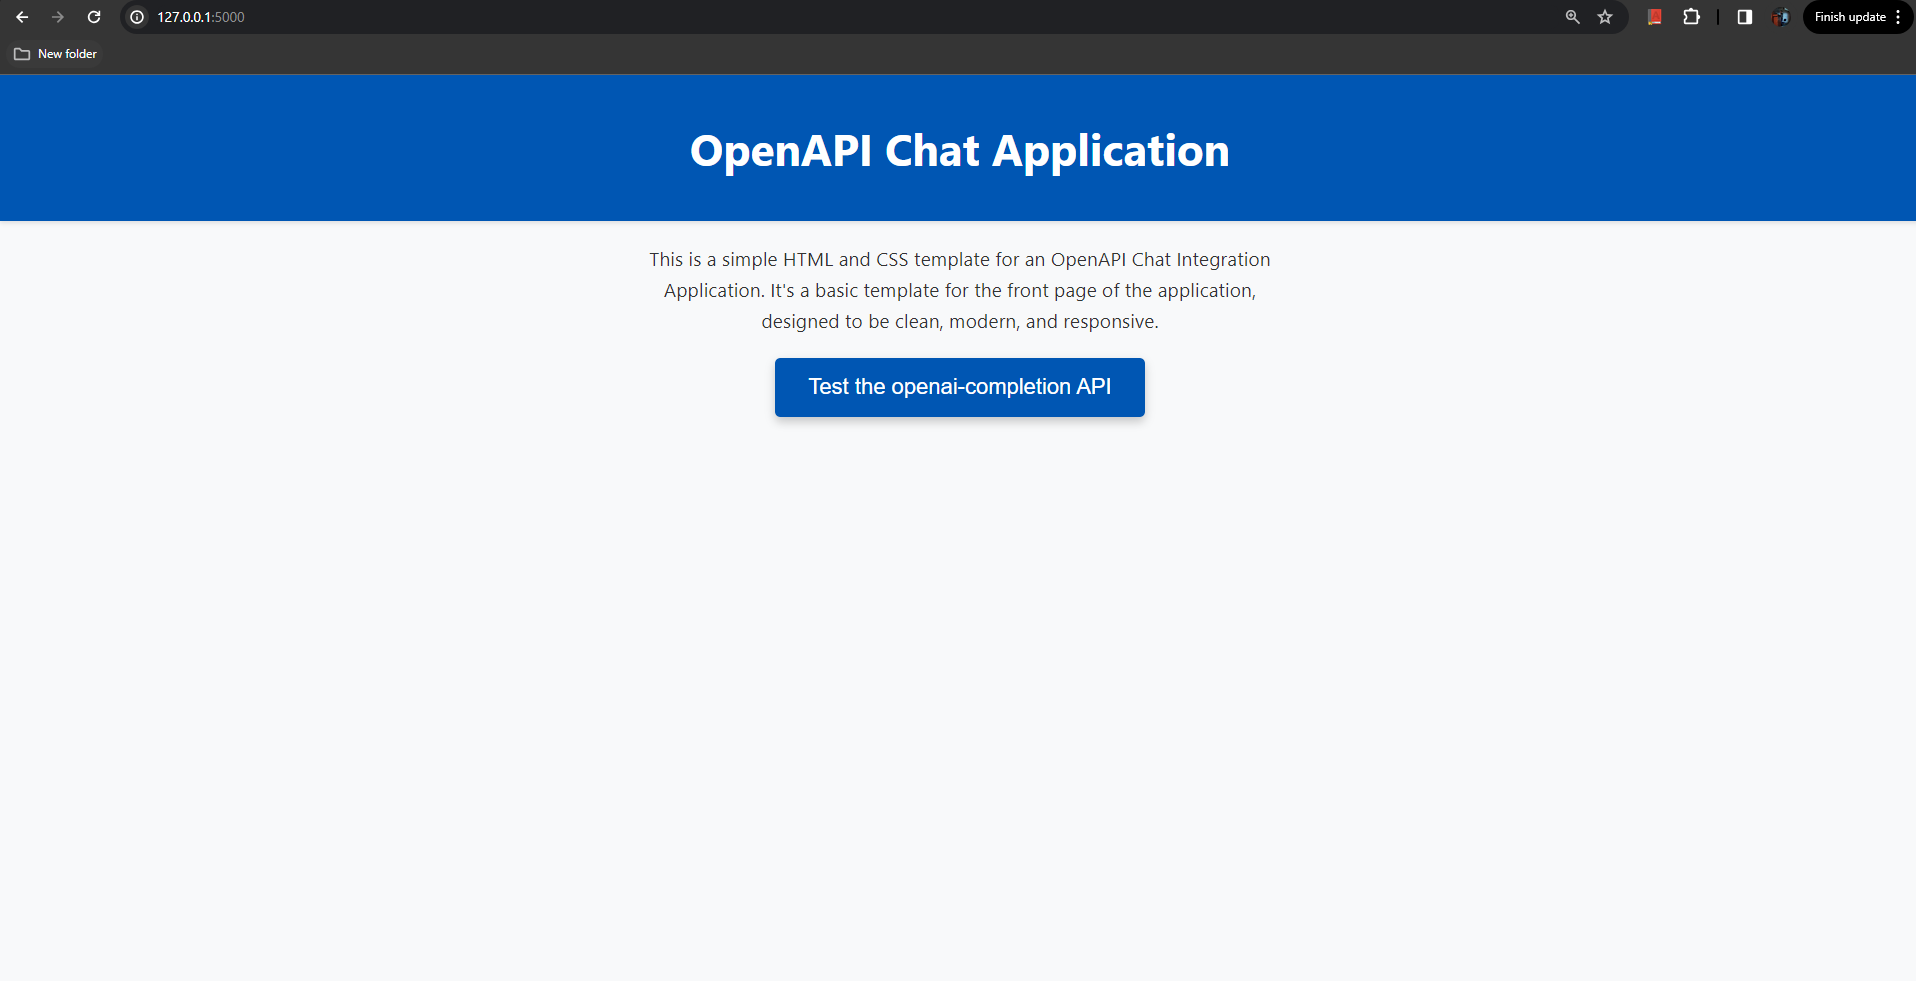 127.0.0.1:5000
Finish update
New folder
OpenAPI Chat Application
This is a simple HTML and CSS template for an OpenAPI Chat Integration
Application. It's a basic template for the front page of the application,
designed to be clean, modern, and responsive.
Test the openai-completion API